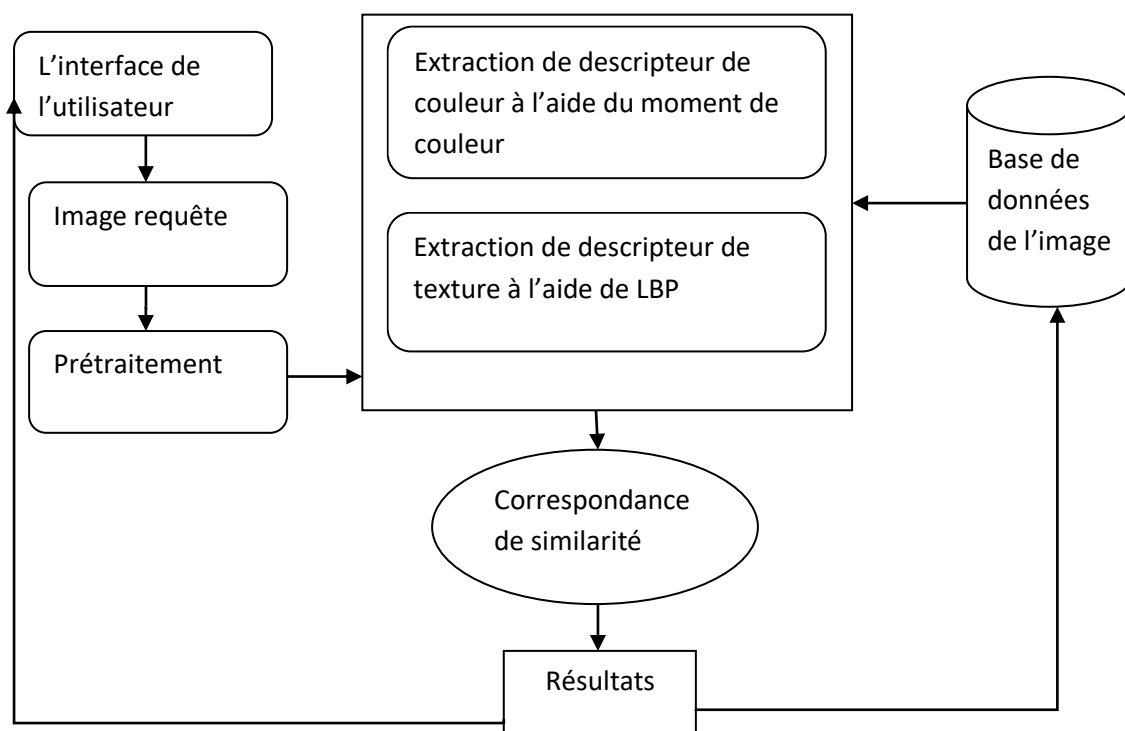 L’interface de
l’utilisateur
Image requête
Prétraitement
Extraction de descripteur de
couleur à l’aide du moment de
couleur
Extraction de descripteur de
texture à l’aide de LBP
Base de
données
de l’image
Correspondance
de similarité
Résultats